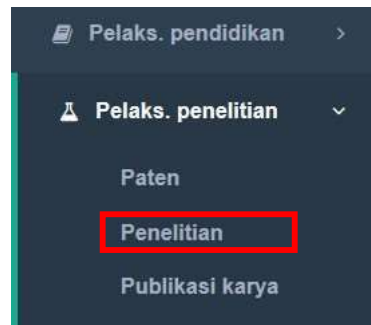 Pelaks. pendidikan
Pelaks. penelitian
Paten
Penelitian
Publikasi karya